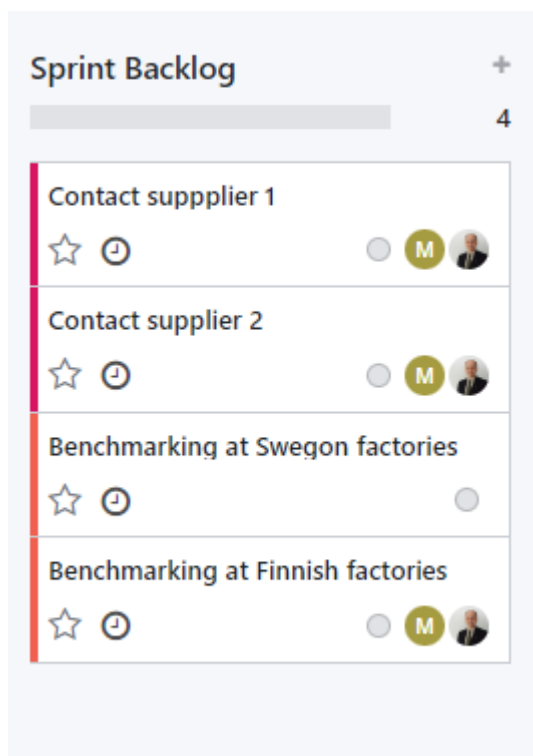 Sprint Backlog +
4
Contact suppplier 1
M
Contact supplier 2
M
Benchmarking at Swegon factories
Benchmarking at Finnish factories
M